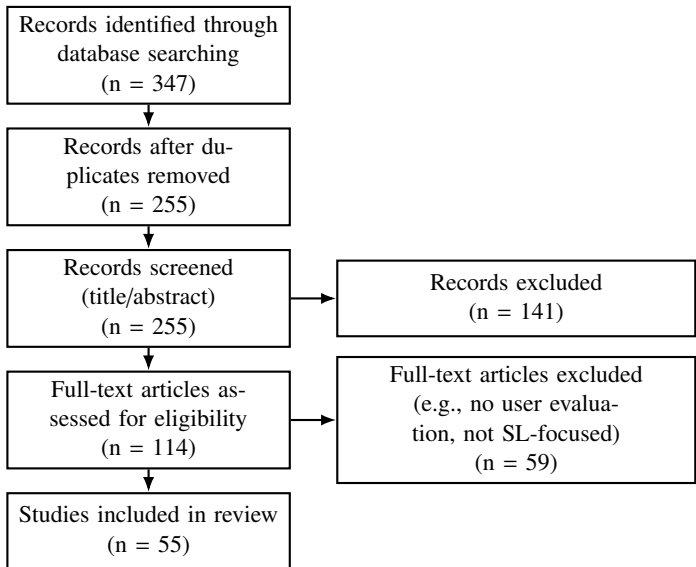 Records identified through
database searching
(n = 347)
Records after du-
plicates removed
(n = 255)
Records screened
(title/abstract)
(n = 255)
Records excluded
(n = 141)
Full-text articles as-
sessed for eligibility
(n = 114)
Full-text articles excluded
(e.g., no user evalua-
tion, not SL-focused)
(n = 59)
Studies included in review
(n = 55)